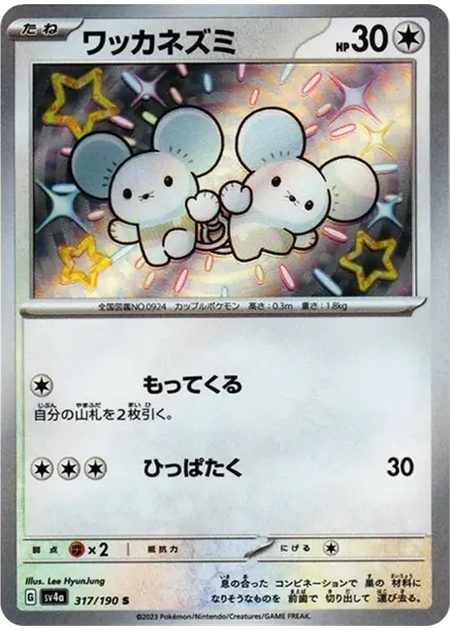 たね ワッカネズミ HP30
全国図鑑NO.0924 カップルポケモン 高さ:0.3m 重さ:1.8kg
もってくる
自分の山札を2枚引く。
ひっぱたく 30
弱点 ×2 抵抗力 にげる
Illus. Lee HyunJung
G sv4a 317/190 S
息の合った コンビネーションで 巣の 材料に
なりそうなものを 前歯で 切り出して 運び去る。
©2023 Pokémon/Nintendo/Creatures/GAME FREAK.